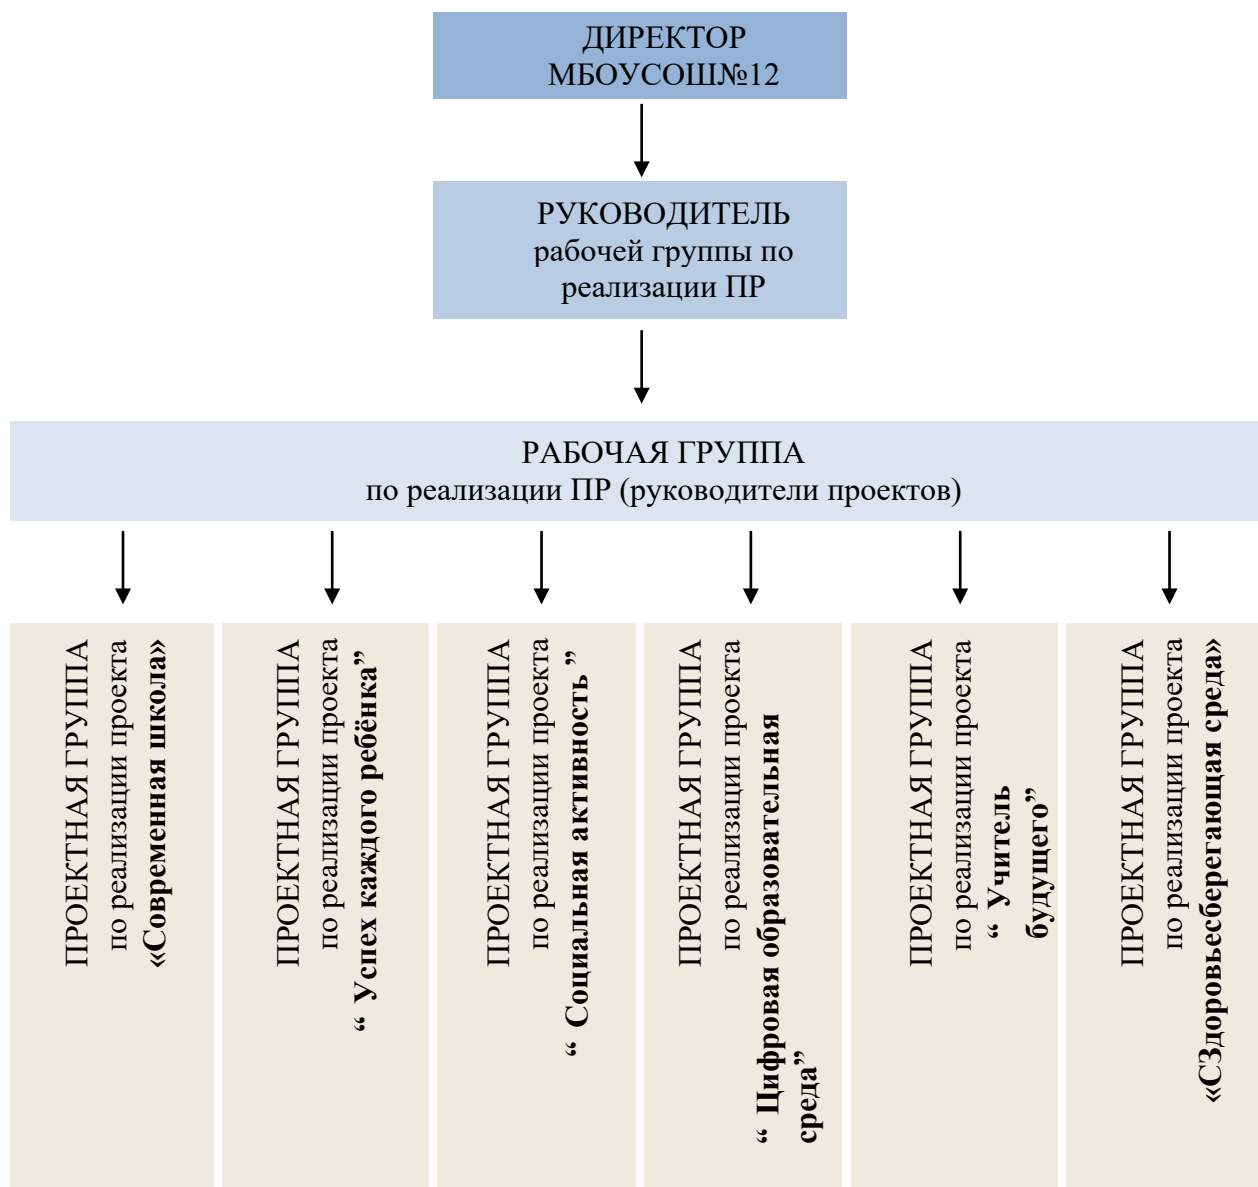 ДИРЕКТОР
МБОУСОШ№12
РУКОВОДИТЕЛЬ
рабочей группы по
реализации ПР
РАБОЧАЯ ГРУППА
по реализации ПР (руководители проектов)
ПРОЕКТНАЯ ГРУППА
по реализации проекта
«Современная школа»
ПРОЕКТНАЯ ГРУППА
по реализации проекта
“ Успех каждого ребёнка”
ПРОЕКТНАЯ ГРУППА
по реализации проекта
“ Социальная активность ”
ПРОЕКТНАЯ ГРУППА
по реализации проекта
“ Цифровая образовательная
среда”
ПРОЕКТНАЯ ГРУППА
по реализации проекта
“ Учитель
будущего”
ПРОЕКТНАЯ ГРУППА
по реализации проекта
«СЗдоровьесберегающая среда»